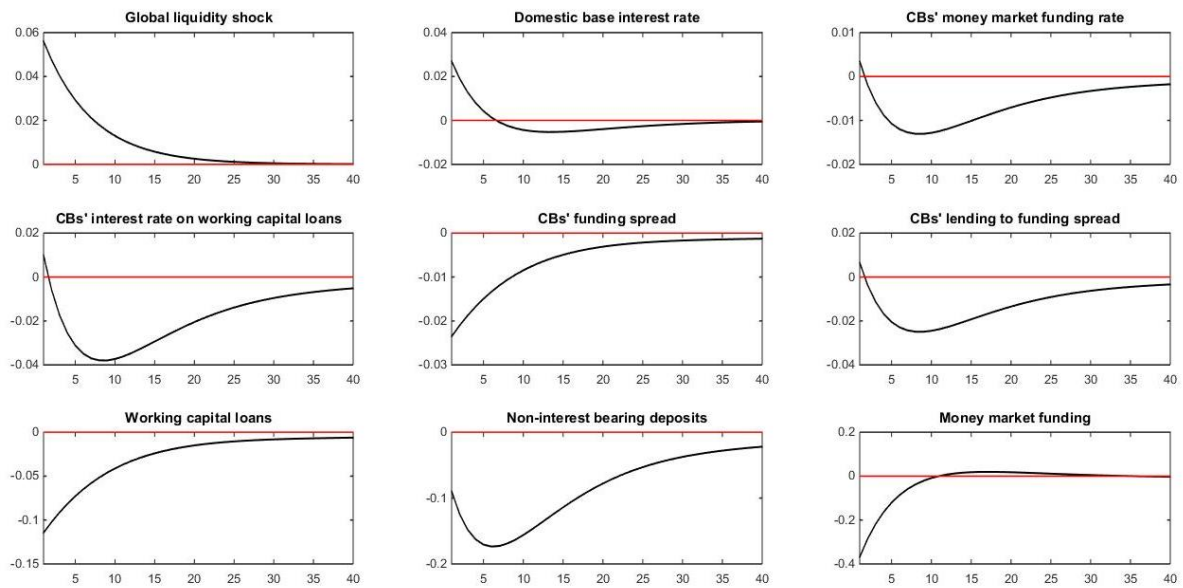 Global liquidity shock
0.06
0.04
0.02
0
5 10 15 20 25 30 35 40
Domestic base interest rate
0.04
0.02
0
-0.02
5 10 15 20 25 30 35 40
CBs' money market funding rate
0.01
0
-0.01
-0.02
5 10 15 20 25 30 35 40
CBs' interest rate on working capital loans
0.02
0
-0.02
-0.04
5 10 15 20 25 30 35 40
CBs' funding spread
0
-0.01
-0.02
-0.03
5 10 15 20 25 30 35 40
CBs' lending to funding spread
0.02
0
-0.02
-0.04
5 10 15 20 25 30 35 40
Working capital loans
0
-0.05
-0.1
-0.15
5 10 15 20 25 30 35 40
Non-interest bearing deposits
0
-0.1
-0.2
5 10 15 20 25 30 35 40
Money market funding
0.2
0
-0.2
-0.4
5 10 15 20 25 30 35 40